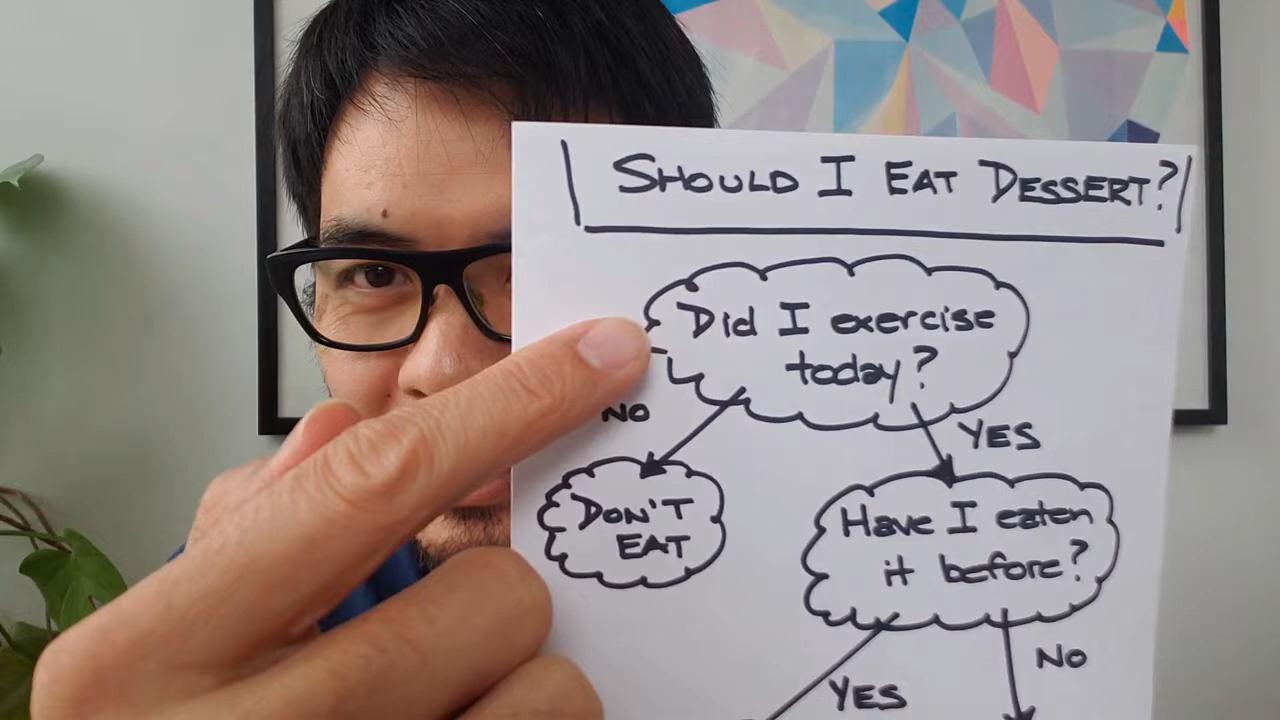 SHOULD I EAT DESSERT?
Did I exercise
today?
NO
YES
DON'T
EAT
Have I eaten
it before?
YES
NO